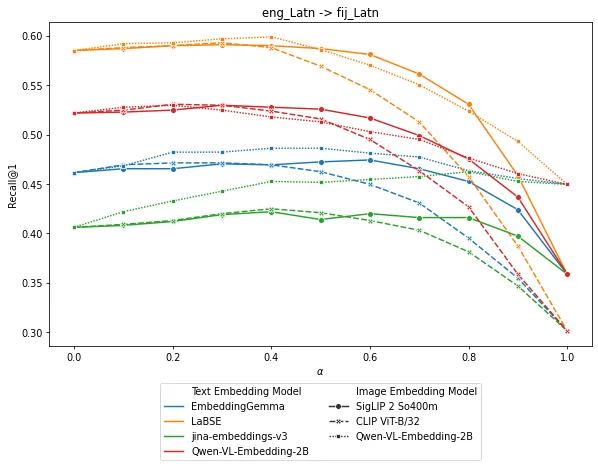 eng_Latn -> fij_Latn
Recall@1
0.60
0.55
0.50
0.45
0.40
0.35
0.30
0.0 0.2 0.4 0.6 0.8 1.0
α
Text Embedding Model Image Embedding Model
EmbeddingGemma SigLIP 2 So400m
LaBSE CLIP ViT-B/32
jina-embeddings-v3 Qwen-VL-Embedding-2B
Qwen-VL-Embedding-2B